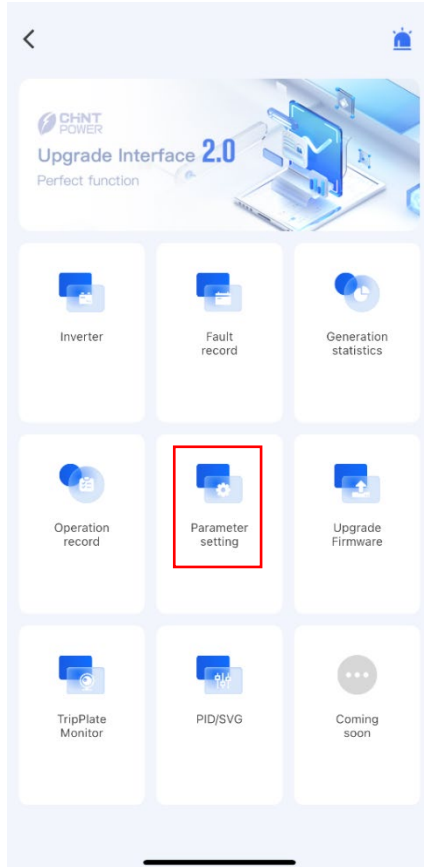 CHNT
POWER
Upgrade Interface 2.0
Perfect function
Inverter
Fault
record
Generation
statistics
Operation
record
Parameter
setting
Upgrade
Firmware
TripPlate
Monitor
PID/SVG
Coming
soon